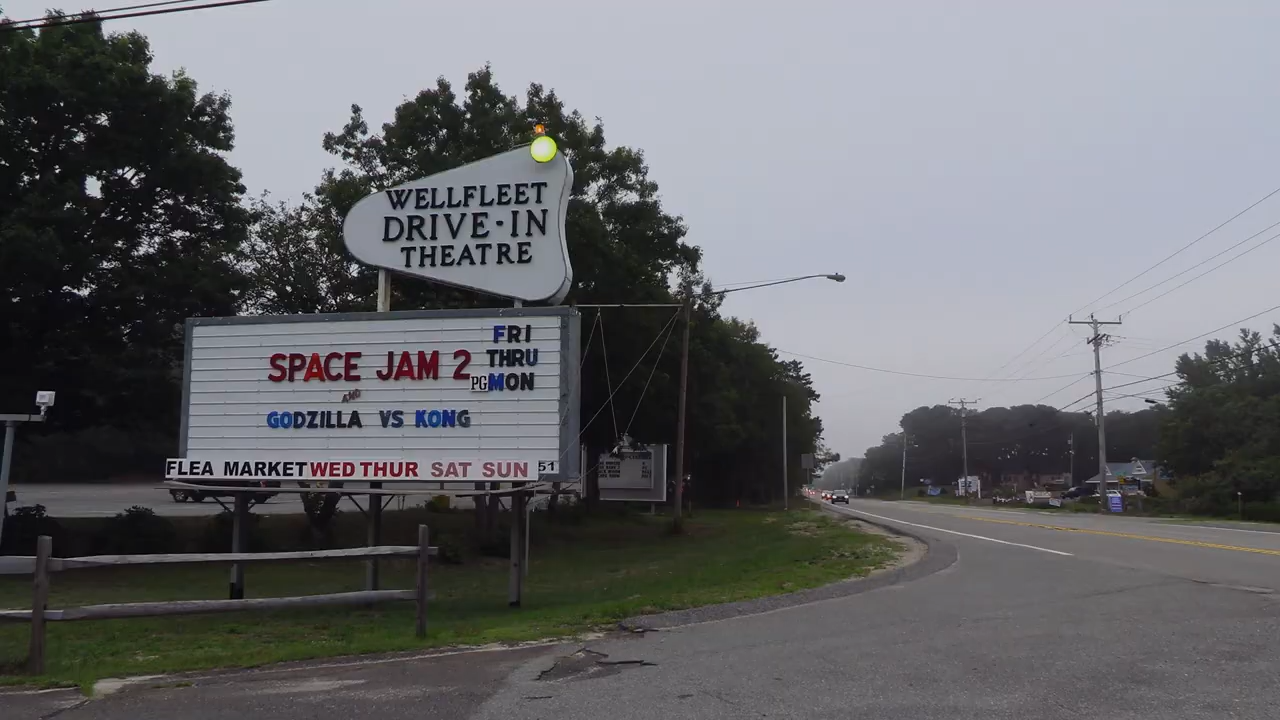 WELLFLEET
DRIVE-IN
THEATRE
FRI
SPACE JAM 2 THRU
PG MON
AND
GODZILLA VS KONG
FLEA MARKET WED THUR SAT SUN 51